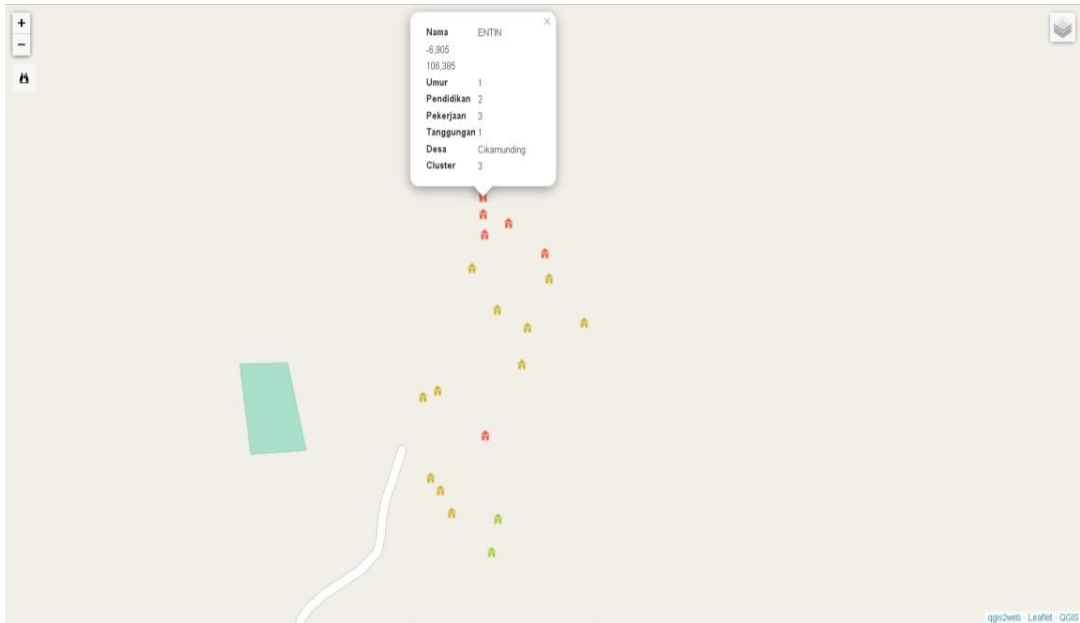 +
−
×
Nama ENTIN
-6,905
106,385
Umur 1
Pendidikan 2
Pekerjaan 3
Tanggungan 1
Desa Cikamunding
Cluster 3
qgis2web · Leaflet · QGIS